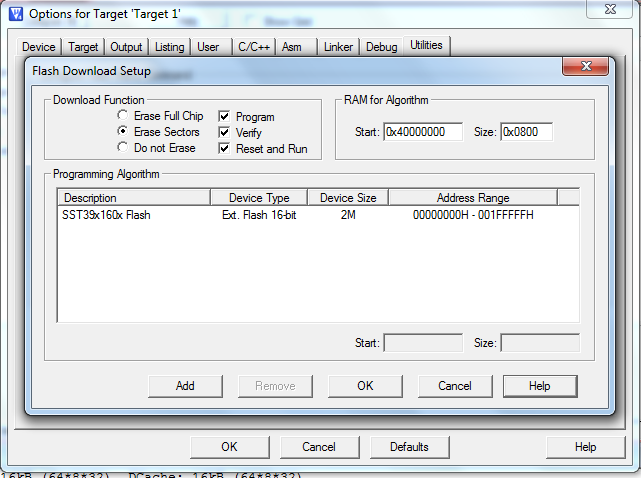 Options for Target 'Target 1'
Device Target Output Listing User C/C++ Asm Linker Debug Utilities
Flash Download Setup
Download Function
Erase Full Chip Program
Erase Sectors Verify
Do not Erase Reset and Run
RAM for Algorithm
Start: 0x40000000 Size: 0x0800
Programming Algorithm
Description Device Type Device Size Address Range
SST39x160x Flash Ext. Flash 16-bit 2M 00000000H - 001FFFFFH
Start: Size:
Add Remove OK Cancel Help
OK Cancel Defaults Help
16kB (64*8*32), DCache: 16kB (64*8*32)